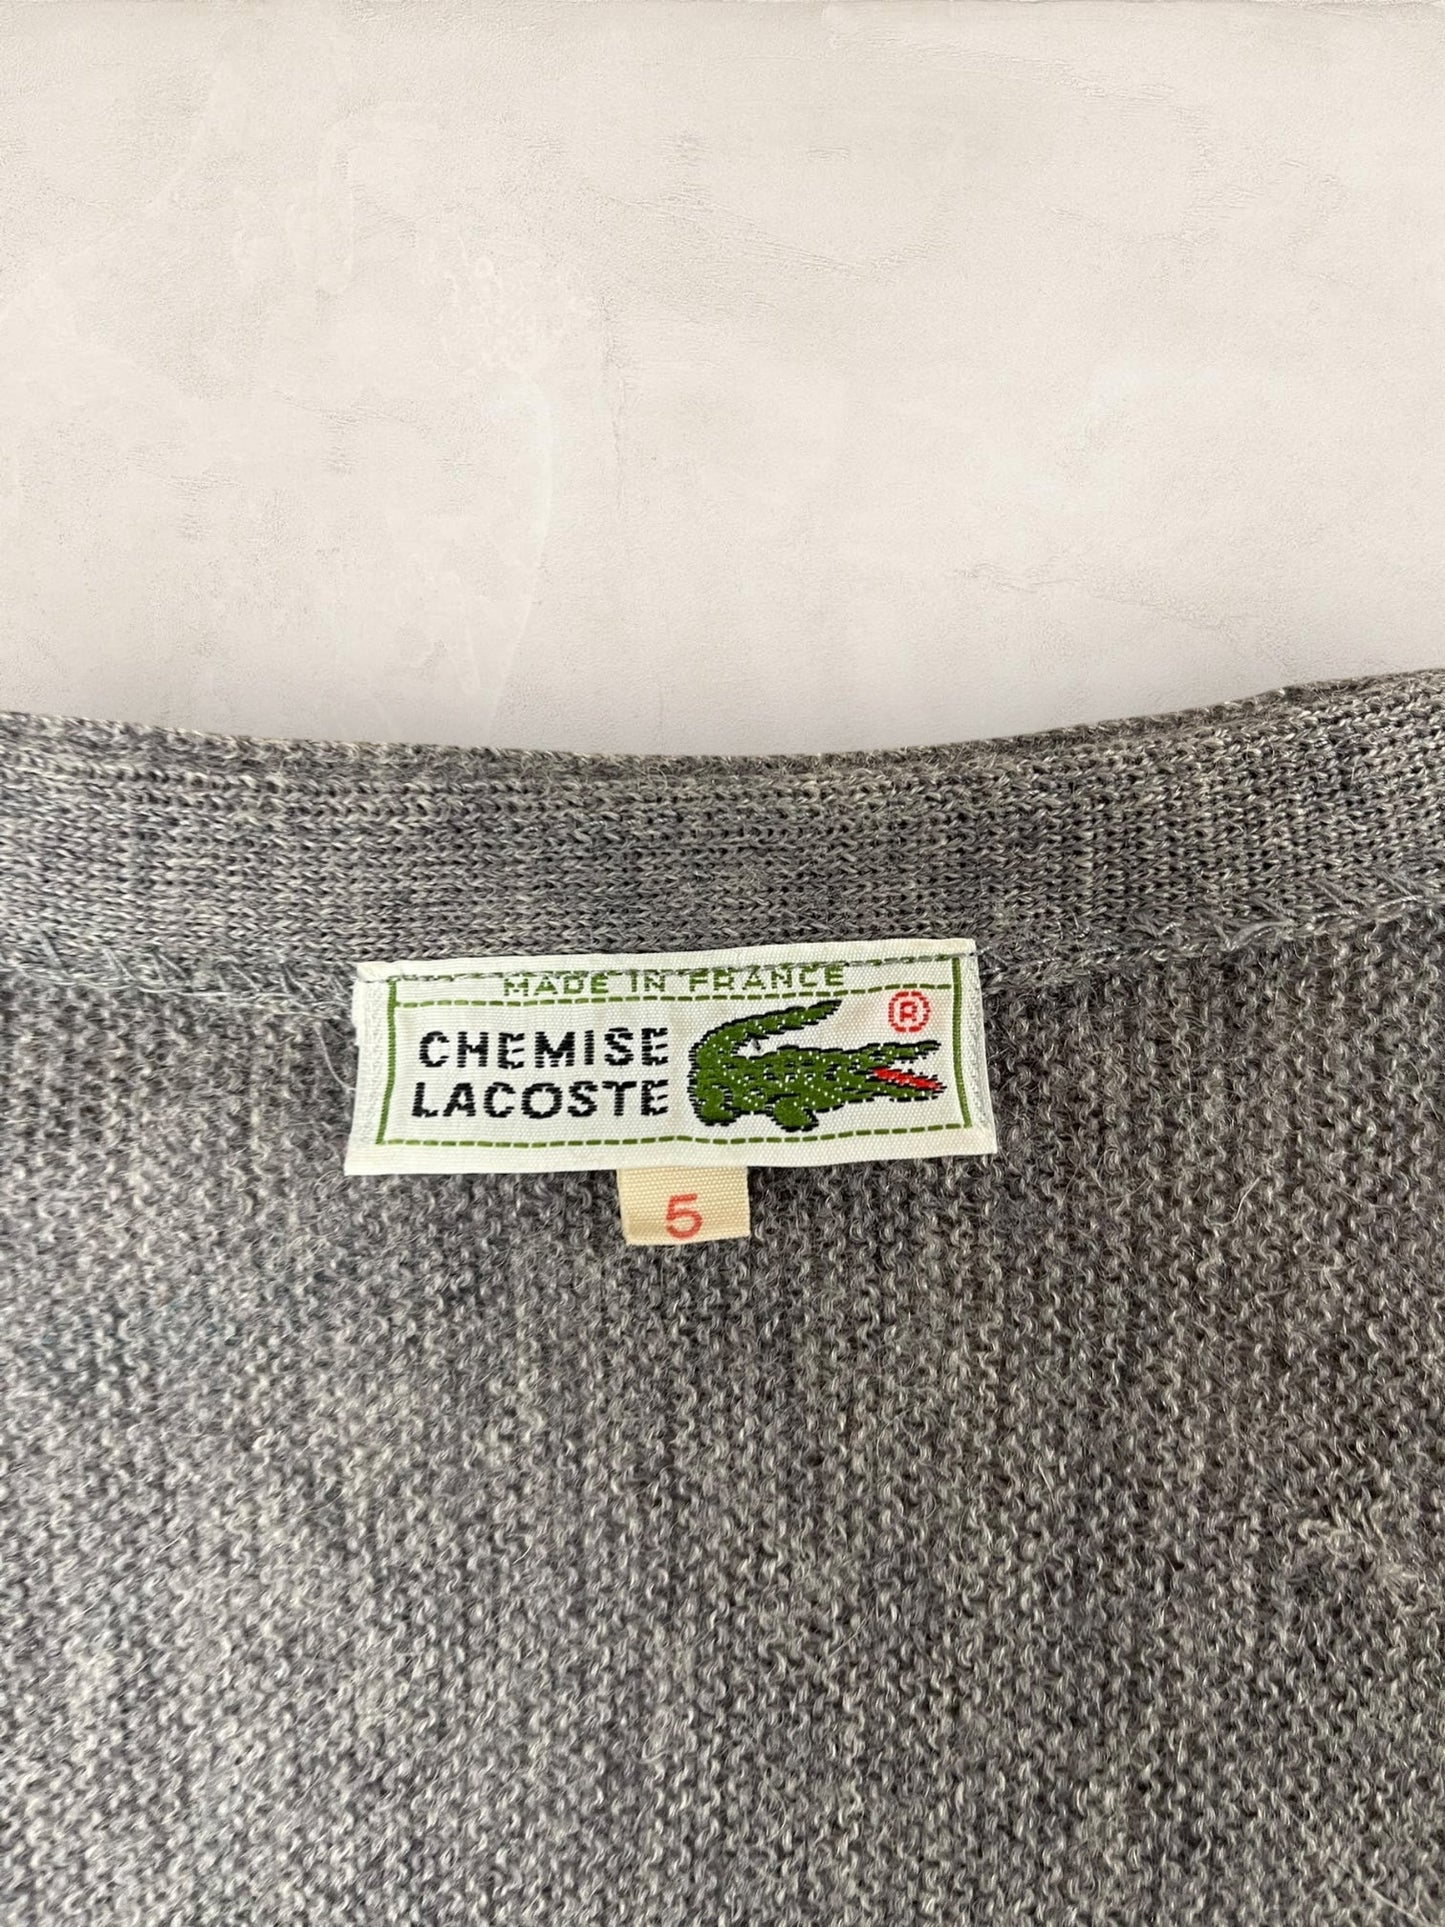 MADE IN FRANCE
CHEMISE
LACOSTE
®
5